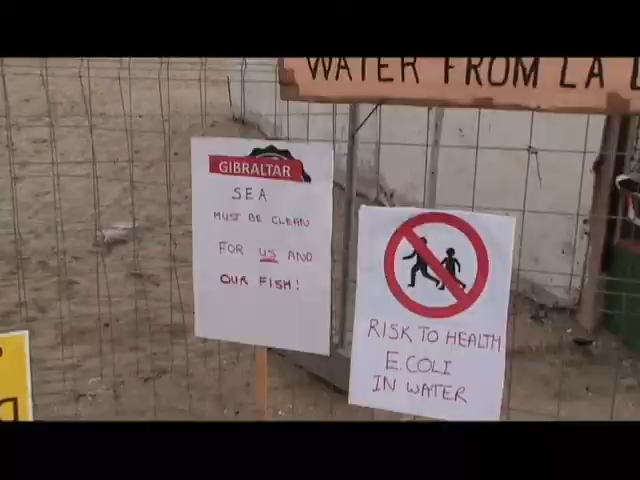 WATER FROM LA
GIBRALTAR
SEA
MUST BE CLEAN
FOR US AND
OUR FISH!
RISK TO HEALTH
E.COLI
IN WATER